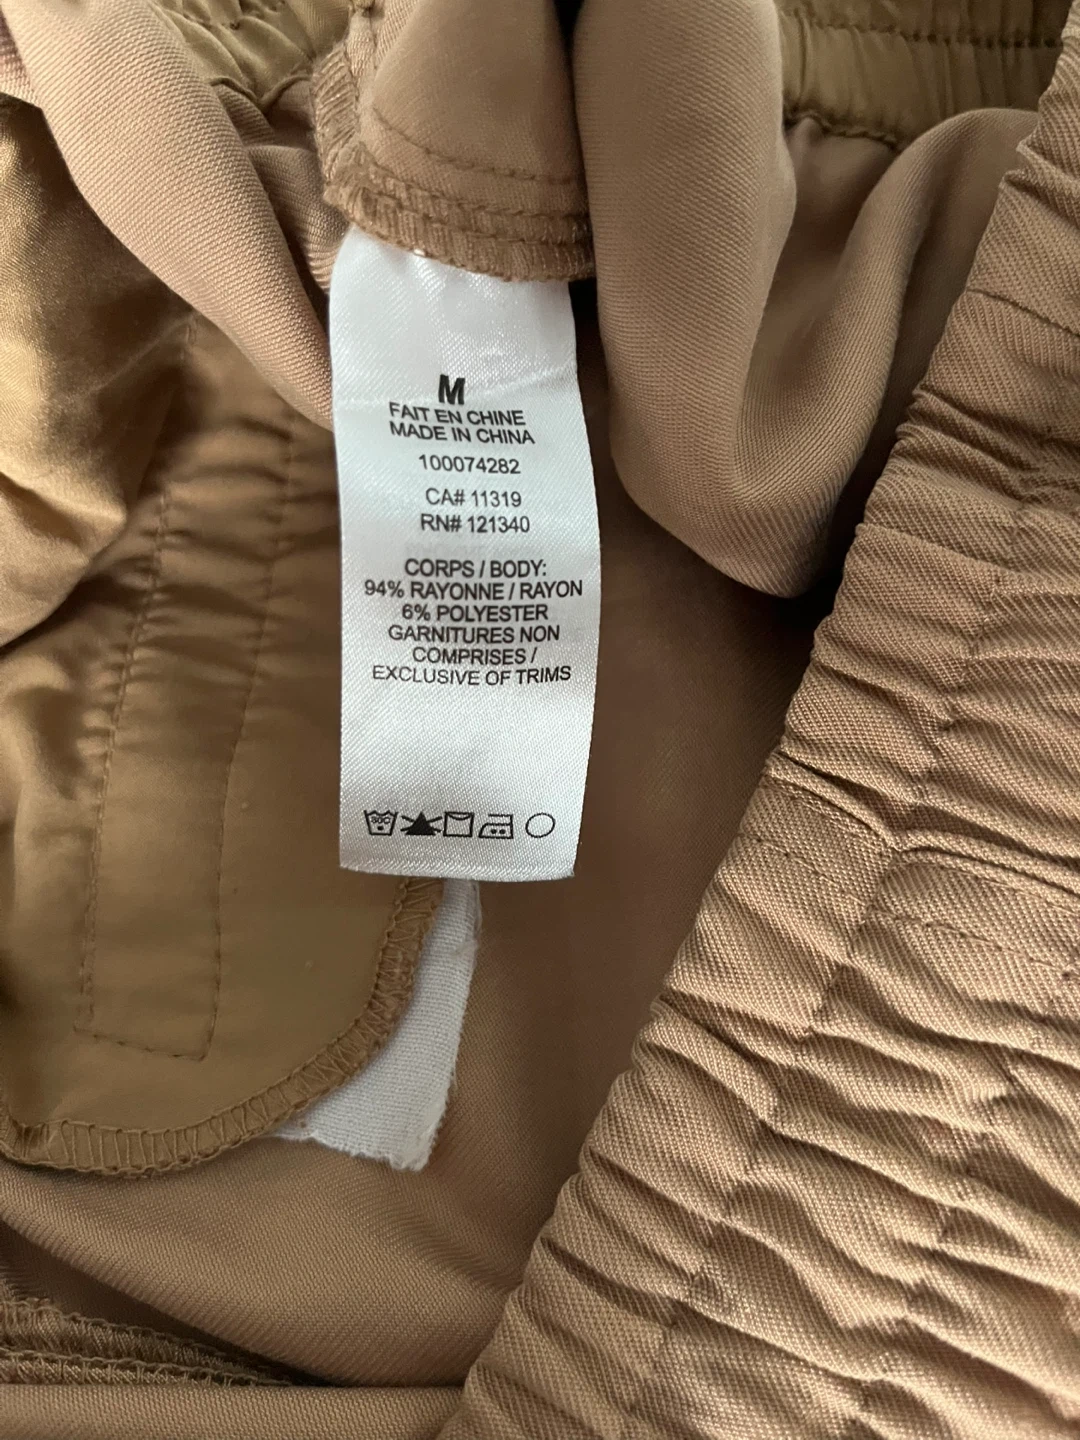 M
FAIT EN CHINE
MADE IN CHINA
100074282
CA# 11319
RN# 121340
CORPS / BODY:
94% RAYONNE / RAYON
6% POLYESTER
GARNITURES NON
COMPRISES /
EXCLUSIVE OF TRIMS
30C